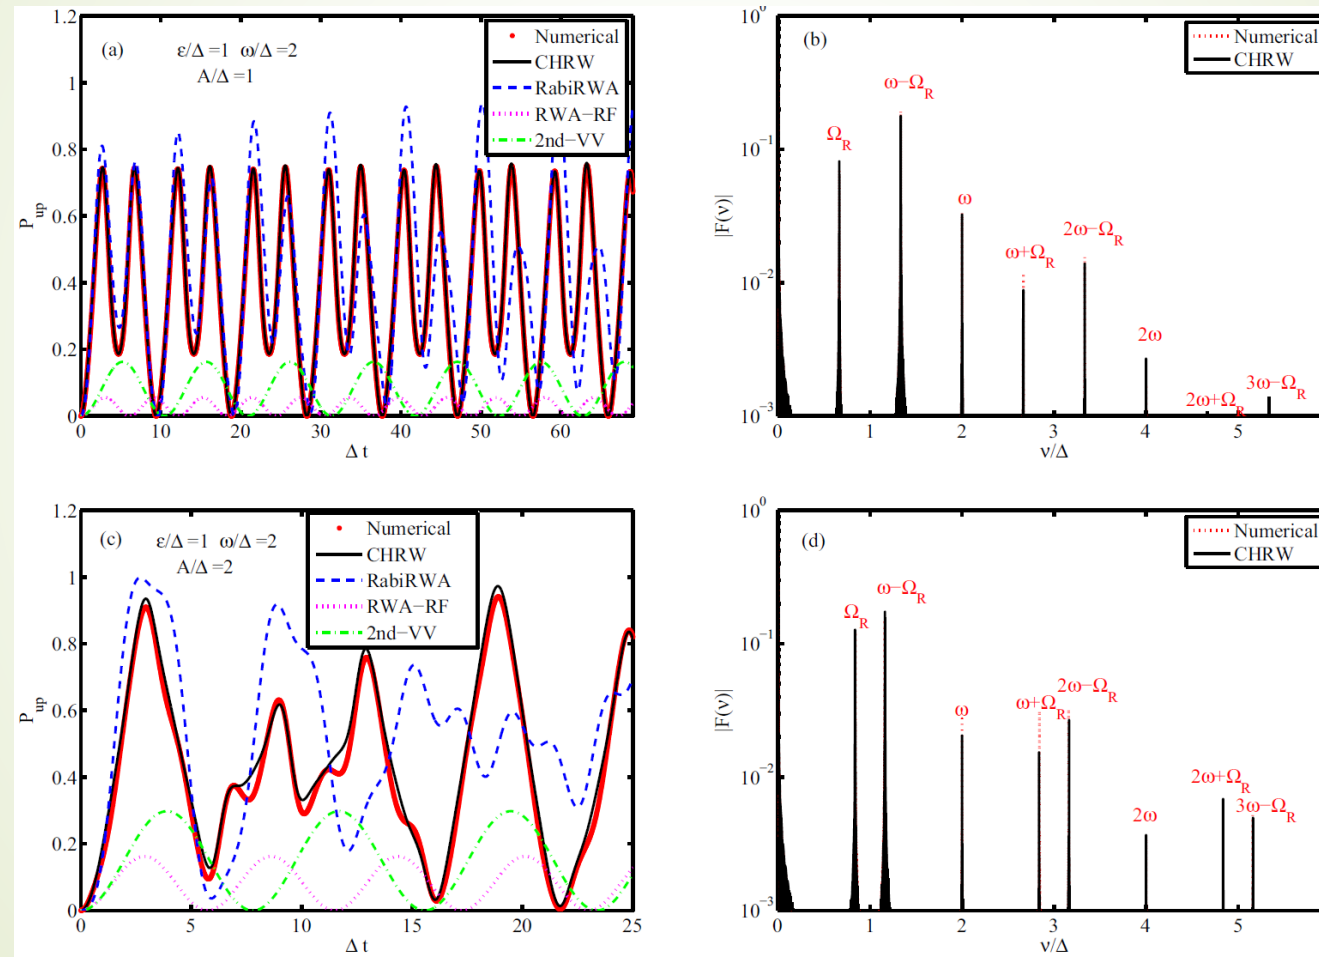 (a)
ε/Δ =1 ω/Δ =2
A/Δ =1
Numerical
CHRW
RabiRWA
RWA−RF
2nd−VV
P_up
1.2
1
0.8
0.6
0.4
0.2
0
0 10 20 30 40 50 60
Δ t
(b)
Numerical
CHRW
|F(ν)|
10^0
10^−1
10^−2
10^−3
Ω_R
ω−Ω_R
ω
ω+Ω_R
2ω−Ω_R
2ω
2ω+Ω_R
3ω−Ω_R
0 1 2 3 4 5
ν/Δ
(c)
ε/Δ =1 ω/Δ =2
A/Δ =2
Numerical
CHRW
RabiRWA
RWA−RF
2nd−VV
P_up
1.2
1
0.8
0.6
0.4
0.2
0
0 5 10 15 20 25
Δ t
(d)
Numerical
CHRW
|F(ν)|
10^0
10^−1
10^−2
10^−3
Ω_R
ω−Ω_R
ω
ω+Ω_R
2ω−Ω_R
2ω
2ω+Ω_R
3ω−Ω_R
0 1 2 3 4 5
ν/Δ